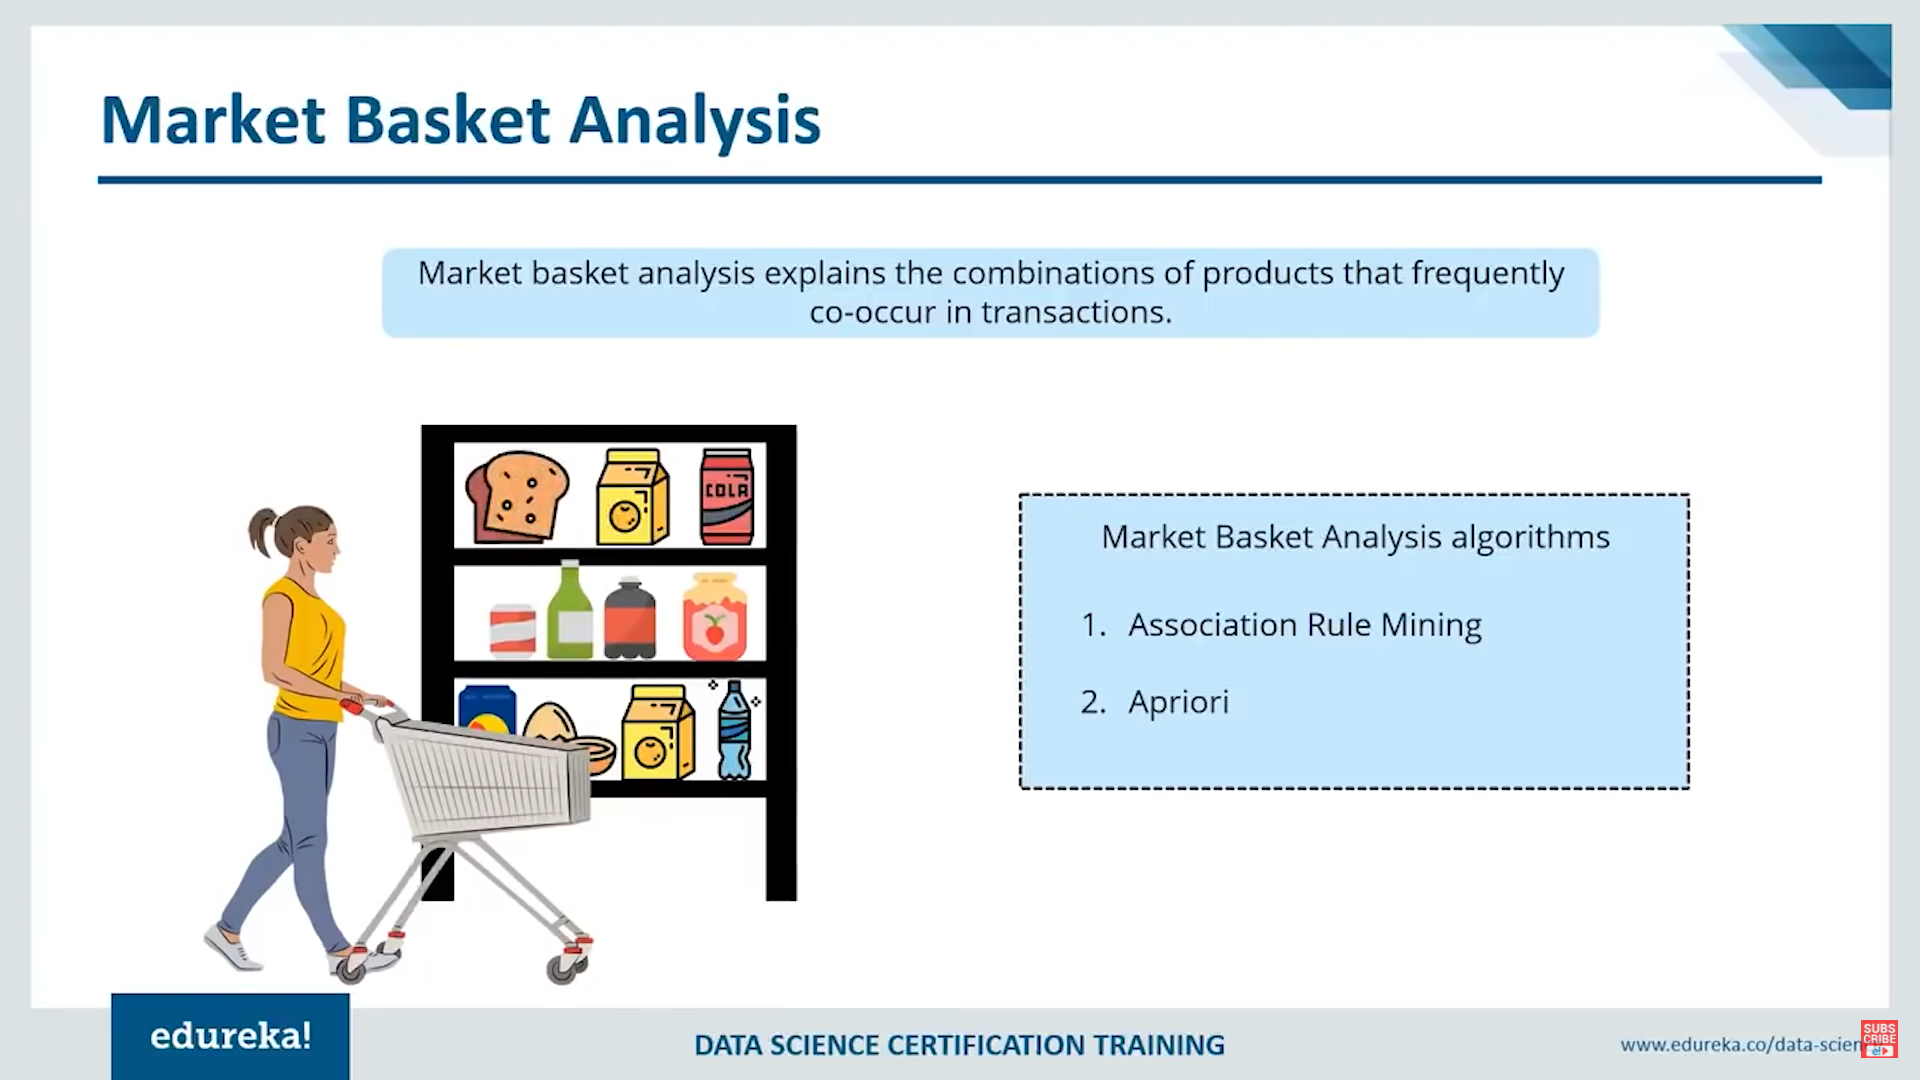 Market Basket Analysis
Market basket analysis explains the combinations of products that frequently
co-occur in transactions.
COLA
Market Basket Analysis algorithms
1. Association Rule Mining
2. Apriori
edureka!
DATA SCIENCE CERTIFICATION TRAINING
www.edureka.co/data-scien
SUBS
CRIBE
e!